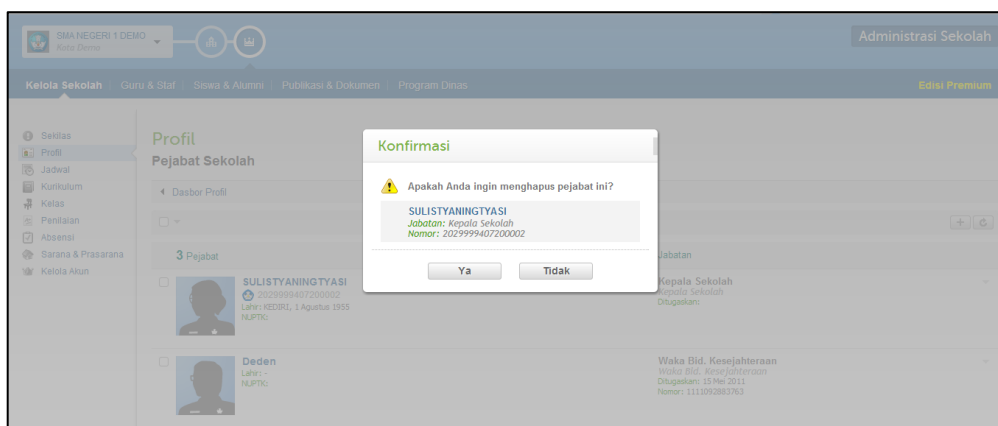 SMA NEGERI 1 DEMO
Kota Demo
Administrasi Sekolah
Kelola Sekolah | Guru & Staf | Siswa & Alumni | Publikasi & Dokumen | Program Dinas
Edisi Premium
Sekilas
Profil
Jadwal
Kurikulum
Kelas
Penilaian
Absensi
Sarana & Prasarana
Kelola Akun
Profil
Pejabat Sekolah
Dasbor Profil
3 Pejabat
Jabatan
SULISTYANINGTYASI
2029999407200002
Lahir: KEDIRI, 1 Agustus 1955
NUPTK:
Kepala Sekolah
Kepala Sekolah
Ditugaskan:
Deden
Lahir: -
NUPTK:
Waka Bid. Kesejahteraan
Waka Bid. Kesejahteraan
Ditugaskan: 15 Mei 2011
Nomor: 1111092883763
Konfirmasi
Apakah Anda ingin menghapus pejabat ini?
SULISTYANINGTYASI
Jabatan: Kepala Sekolah
Nomor: 2029999407200002
Ya
Tidak